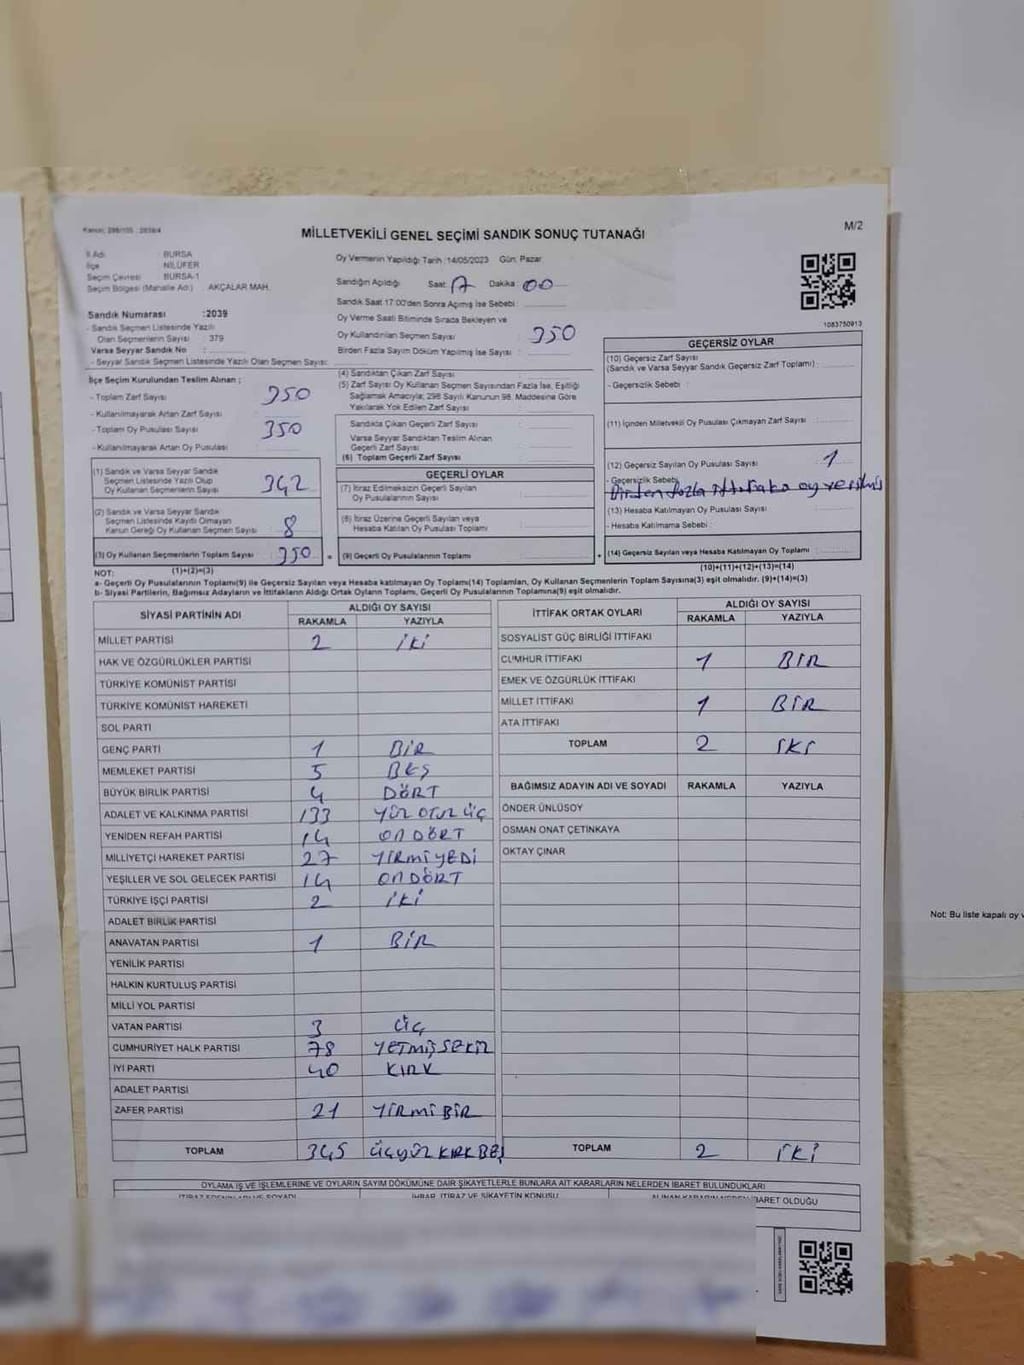 M/2
MİLLETVEKİLİ GENEL SEÇİMİ SANDIK SONUÇ TUTANAĞI
İl Adı : BURSA
İlçe : NİLÜFER
Seçim Çevresi : BURSA-1
Seçim Bölgesi (Mahalle Adı) : AKÇALAR MAH.
Oy Vermenin Yapıldığı Tarih :14/05/2023 Gün: Pazar
Sandığın Açıldığı Saat: 17 Dakika: 00
Sandık Saat 17:00'den Sonra Açılmış İse Sebebi :
Oy Verme Saati Bitiminde Sırada Bekleyen ve
Oy Kullandırılan Seçmen Sayısı : 350
Birden Fazla Sayım Döküm Yapılmış İse Sayısı :
1083750913
Sandık Numarası :2039
- Sandık Seçmen Listesinde Yazılı
Olan Seçmenlerin Sayısı : 379
Varsa Seyyar Sandık No :
- Seyyar Sandık Seçmen Listesinde Yazılı Olan Seçmen Sayısı:
İlçe Seçim Kurulundan Teslim Alınan ;
- Toplam Zarf Sayısı : 350
- Kullanılmayarak Artan Zarf Sayısı :
- Toplam Oy Pusulası Sayısı : 350
- Kullanılmayarak Artan Oy Pusulası :
(1) Sandık ve Varsa Seyyar Sandık
Seçmen Listesinde Yazılı Olup
Oy Kullanan Seçmenlerin Sayısı : 342
(2) Sandık ve Varsa Seyyar Sandık
Seçmen Listesinde Kaydı Olmayan
Kanun Gereği Oy Kullanan Seçmen Sayısı : 8
(3) Oy Kullanan Seçmenlerin Toplam Sayısı : 350
(1)+(2)=(3)
(4) Sandıktan Çıkan Zarf Sayısı :
(5) Zarf Sayısı Oy Kullanan Seçmen Sayısından Fazla İse, Eşitliği
Sağlamak Amacıyla; 298 Sayılı Kanunun 98. Maddesine Göre
Yakılarak Yok Edilen Zarf Sayısı :
Sandıkta Çıkan Geçerli Zarf Sayısı :
Varsa Seyyar Sandıktan Teslim Alınan
Geçerli Zarf Sayısı :
(6) Toplam Geçerli Zarf Sayısı :
GEÇERLİ OYLAR
(7) İtiraz Edilmeksizin Geçerli Sayılan
Oy Pusulalarının Sayısı :
(8) İtiraz Üzerine Geçerli Sayılan veya
Hesaba Katılan Oy Pusulası Toplamı :
(9) Geçerli Oy Pusulalarının Toplamı :
GEÇERSİZ OYLAR
(10) Geçersiz Zarf Sayısı
(Sandık ve Varsa Seyyar Sandık Geçersiz Zarf Toplamı) :
- Geçersizlik Sebebi :
(11) İçinden Milletvekili Oy Pusulası Çıkmayan Zarf Sayısı :
(12) Geçersiz Sayılan Oy Pusulası Sayısı : 1
- Geçersizlik Sebebi
Birden fazla ittifaka oy verilmiş
(13) Hesaba Katılmayan Oy Pusulası Sayısı :
- Hesaba Katılmama Sebebi :
(14) Geçersiz Sayılan veya Hesaba Katılmayan Oy Toplamı :
(10)+(11)+(12)+(13)=(14)
NOT:
a- Geçerli Oy Pusulalarının Toplamı(9) ile Geçersiz Sayılan veya Hesaba katılmayan Oy Toplamı(14) Toplamları, Oy Kullanan Seçmenlerin Toplam Sayısına(3) eşit olmalıdır. (9)+(14)=(3)
b- Siyasi Partilerin, Bağımsız Adayların ve İttifakların Aldığı Ortak Oyların Toplamı, Geçerli Oy Pusulalarının Toplamına(9) eşit olmalıdır.
SİYASİ PARTİNİN ADI ALDIĞI OY SAYISI
RAKAMLA YAZIYLA
MİLLET PARTİSİ 2 İKİ
HAK VE ÖZGÜRLÜKLER PARTİSİ
TÜRKİYE KOMÜNİST PARTİSİ
TÜRKİYE KOMÜNİST HAREKETİ
SOL PARTİ
GENÇ PARTİ 1 BİR
MEMLEKET PARTİSİ 5 BEŞ
BÜYÜK BİRLİK PARTİSİ 4 DÖRT
ADALET VE KALKINMA PARTİSİ 133 YÜZ OTUZ ÜÇ
YENİDEN REFAH PARTİSİ 14 ON DÖRT
MİLLİYETÇİ HAREKET PARTİSİ 27 YİRMİ YEDİ
YEŞİLLER VE SOL GELECEK PARTİSİ 14 ON DÖRT
TÜRKİYE İŞÇİ PARTİSİ 2 İKİ
ADALET BİRLİK PARTİSİ
ANAVATAN PARTİSİ 1 BİR
YENİLİK PARTİSİ
HALKIN KURTULUŞ PARTİSİ
MİLLİ YOL PARTİSİ
VATAN PARTİSİ 3 ÜÇ
CUMHURİYET HALK PARTİSİ 78 YETMİŞ SEKİZ
İYİ PARTİ 40 KIRK
ADALET PARTİSİ
ZAFER PARTİSİ 21 YİRMİ BİR
TOPLAM 345 ÜÇYÜZ KIRK BEŞ
İTTİFAK ORTAK OYLARI ALDIĞI OY SAYISI
RAKAMLA YAZIYLA
SOSYALİST GÜÇ BİRLİĞİ İTTİFAKI
CUMHUR İTTİFAKI 1 BİR
EMEK VE ÖZGÜRLÜK İTTİFAKI
MİLLET İTTİFAKI 1 BİR
ATA İTTİFAKI
TOPLAM 2 İKİ
BAĞIMSIZ ADAYIN ADI VE SOYADI RAKAMLA YAZIYLA
ÖNDER ÜNLÜSOY
OSMAN ONAT ÇETİNKAYA
OKTAY ÇINAR
TOPLAM 2 İKİ
OYLAMA İŞ VE İŞLEMLERİNE VE OYLARIN SAYIM DÖKÜMÜNE DAİR ŞİKAYETLERLE BUNLARA AİT KARARLARIN NELERDEN İBARET BULUNDUKLARI
İHBAR, İTİRAZ VE ŞİKAYETİN KONUSU
İBARET OLDUĞU
Not: Bu liste kapalı oy